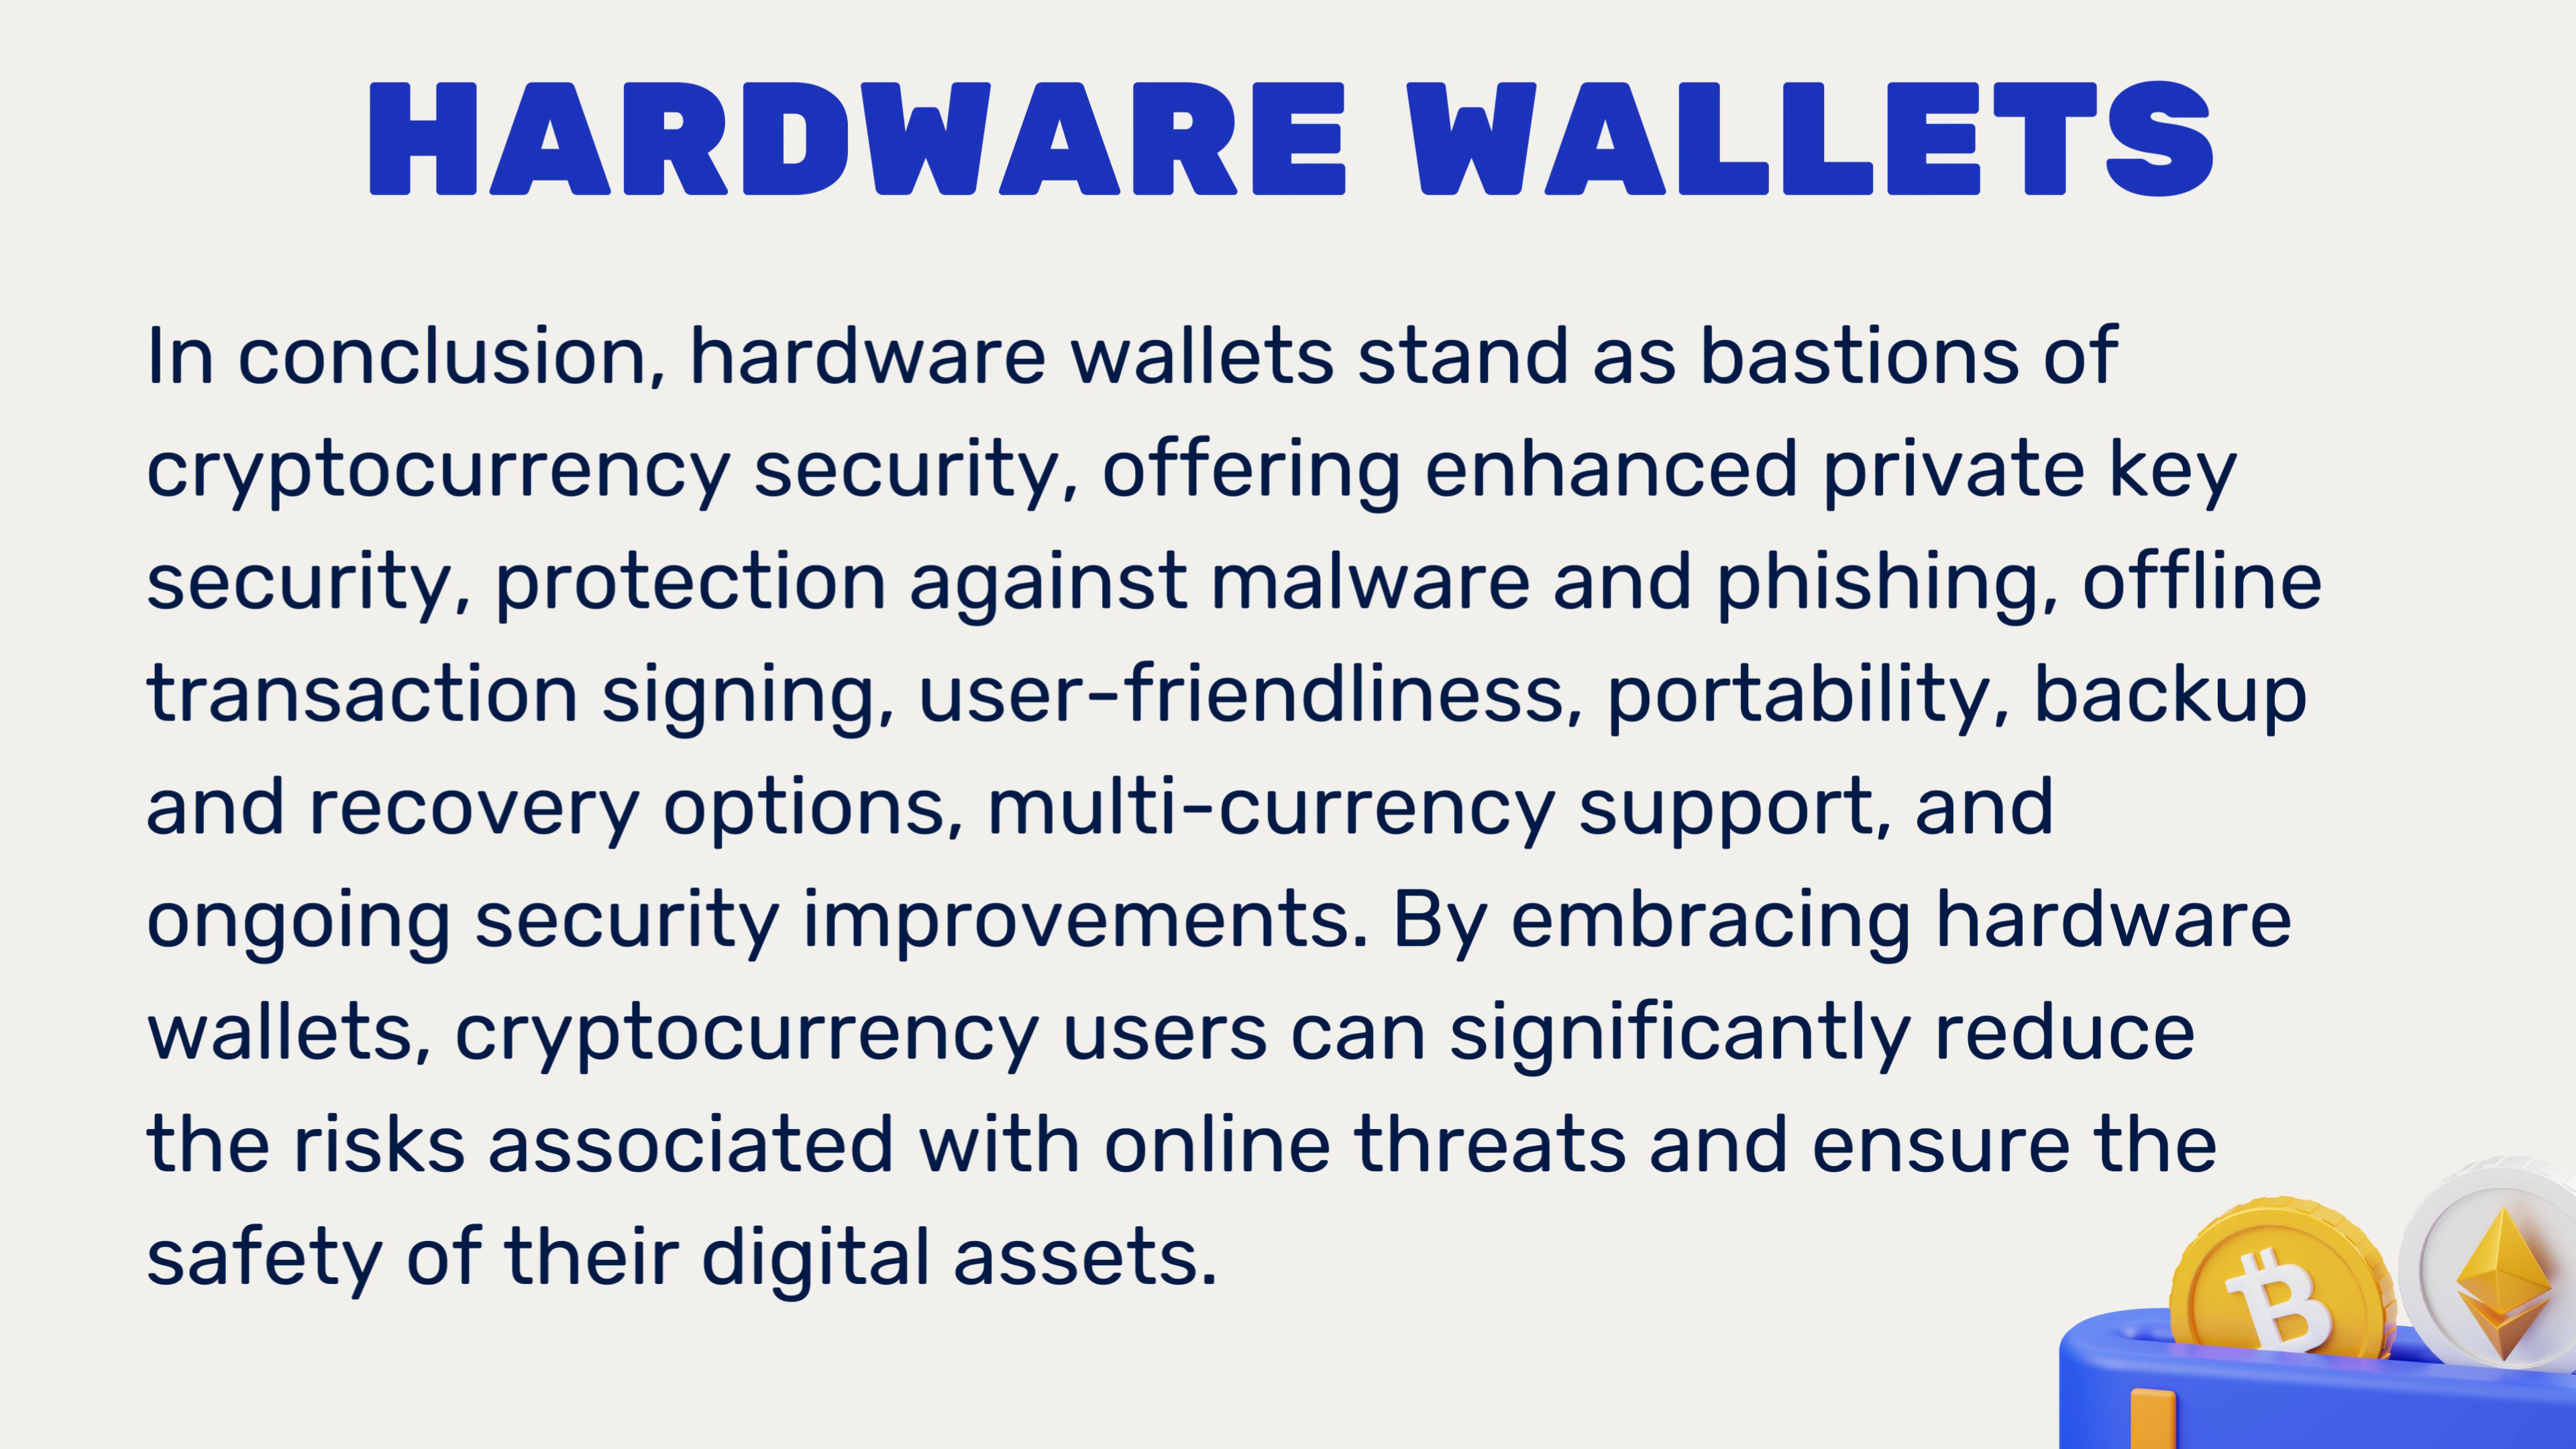 HARDWARE WALLETS
In conclusion, hardware wallets stand as bastions of
cryptocurrency security, offering enhanced private key
security, protection against malware and phishing, offline
transaction signing, user-friendliness, portability, backup
and recovery options, multi-currency support, and
ongoing security improvements. By embracing hardware
wallets, cryptocurrency users can significantly reduce
the risks associated with online threats and ensure the
safety of their digital assets.